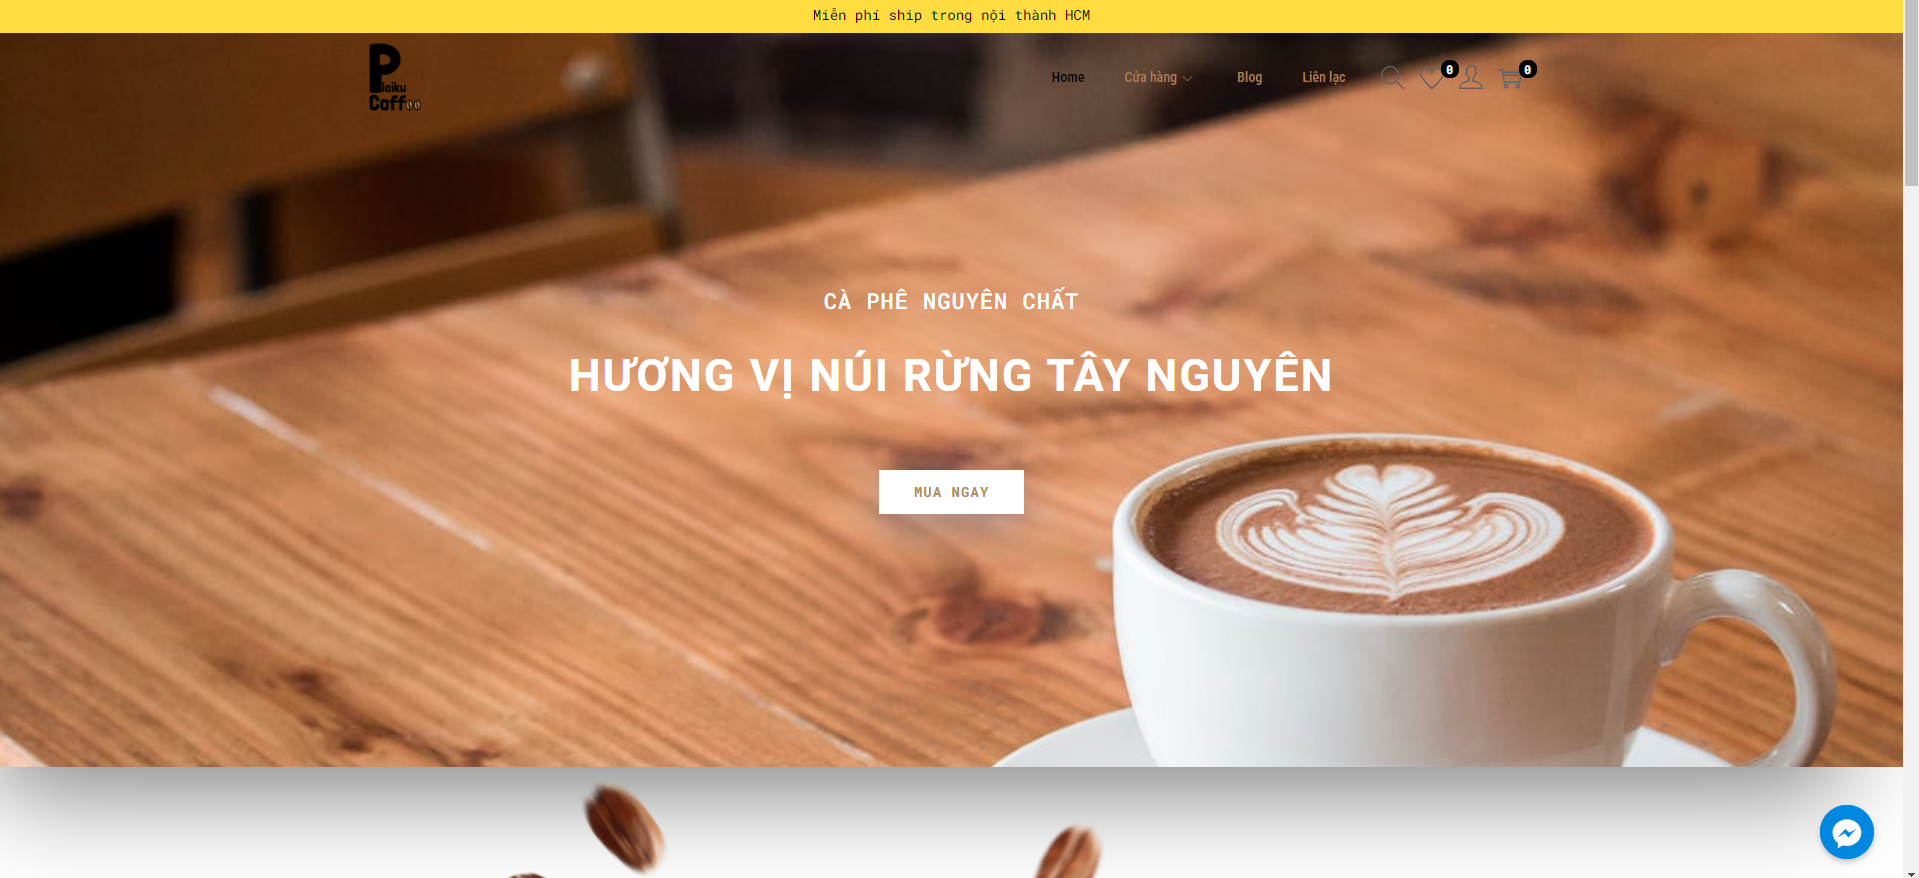 Miễn phí ship trong nội thành HCM
Pleiku
Coffee
Home
Cửa hàng
Blog
Liên lạc
0
0
CÀ PHÊ NGUYÊN CHẤT
HƯƠNG VỊ NÚI RỪNG TÂY NGUYÊN
MUA NGAY